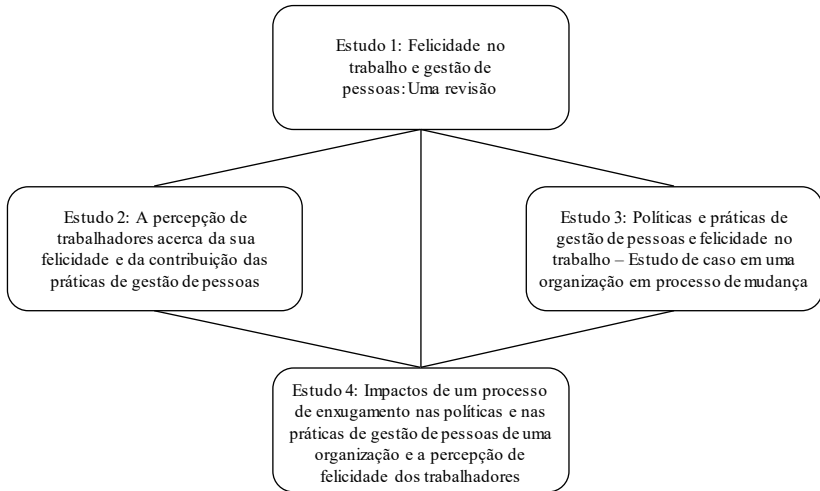 Estudo 1: Felicidade no
trabalho e gestão de
pessoas: Uma revisão
Estudo 2: A percepção de
trabalhadores acerca da sua
felicidade e da contribuição das
práticas de gestão de pessoas
Estudo 3: Políticas e práticas de
gestão de pessoas e felicidade no
trabalho – Estudo de caso em uma
organização em processo de mudança
Estudo 4: Impactos de um processo
de enxugamento nas políticas e nas
práticas de gestão de pessoas de uma
organização e a percepção de
felicidade dos trabalhadores